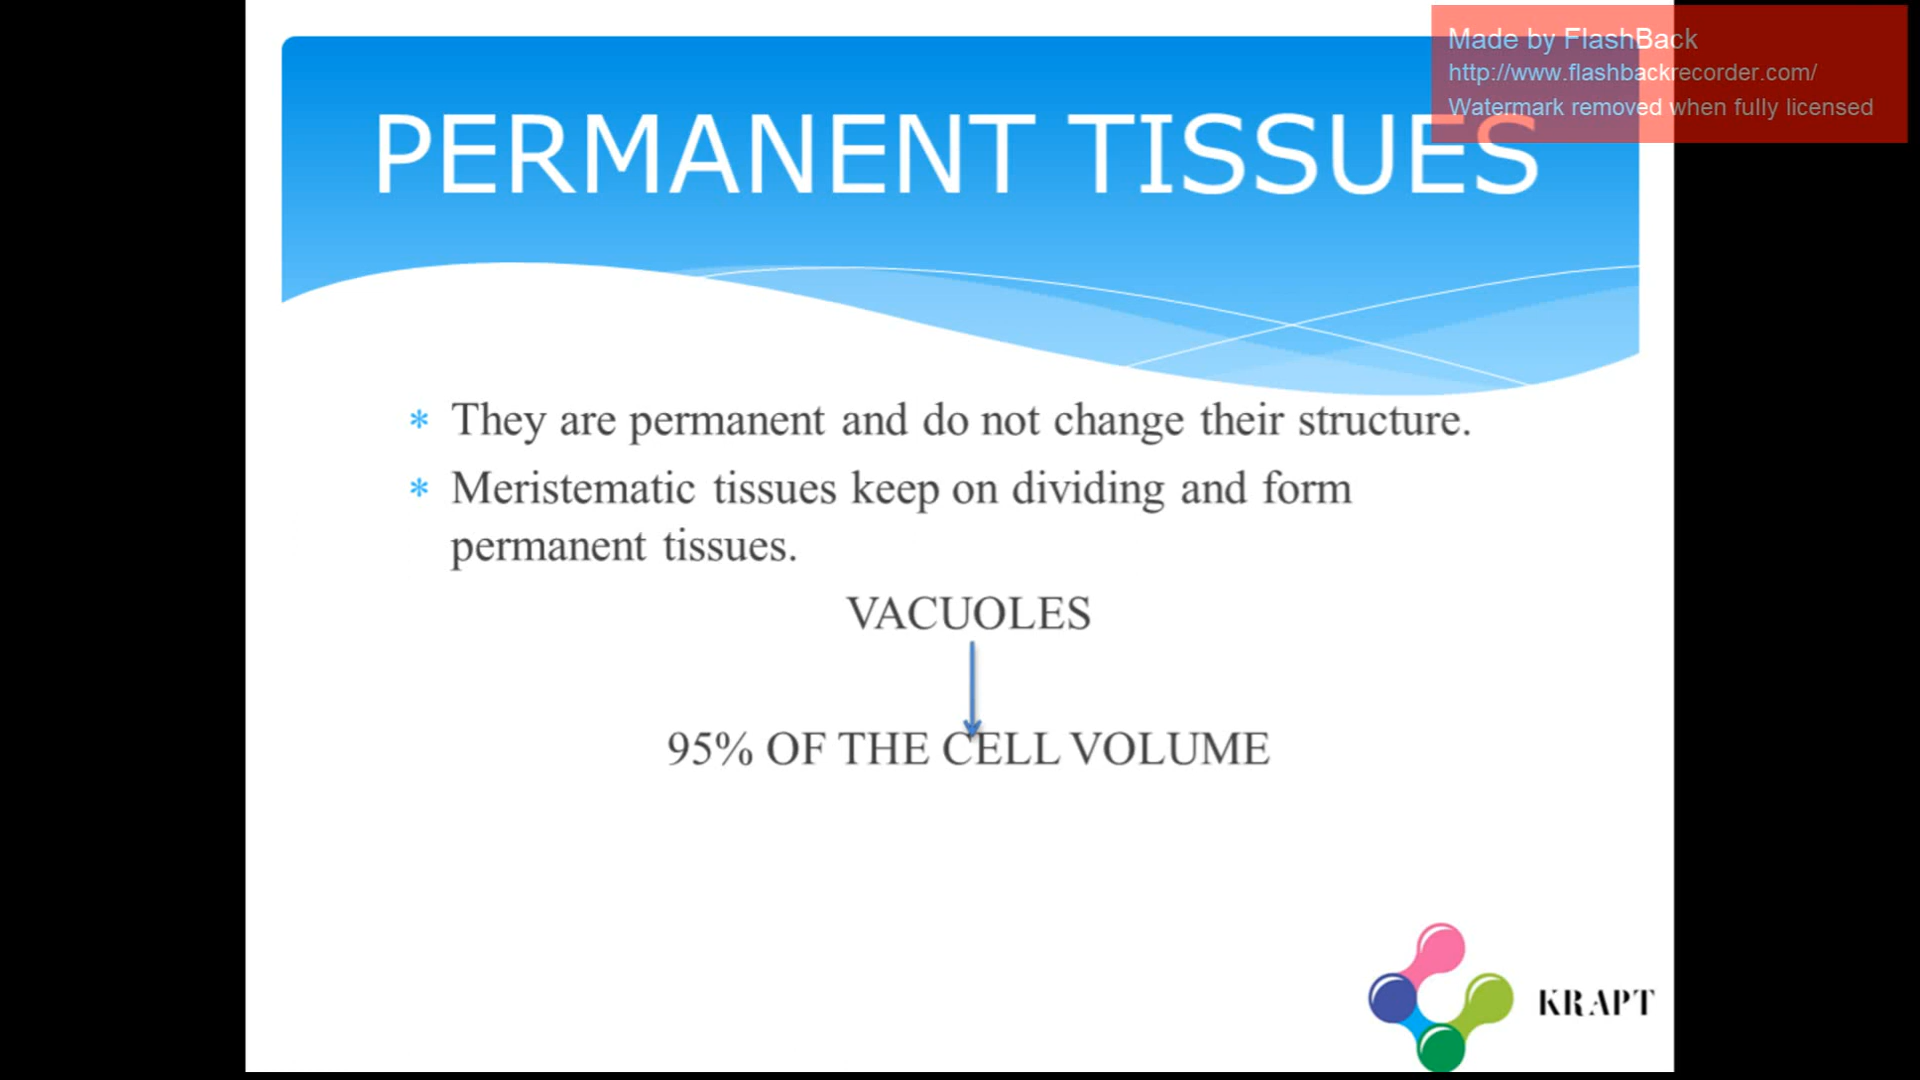 Made by FlashBack
http://www.flashbackrecorder.com/
Watermark removed when fully licensed
PERMANENT TISSUES
* They are permanent and do not change their structure.
* Meristematic tissues keep on dividing and form
permanent tissues.
VACUOLES
95% OF THE CELL VOLUME
KRAPT